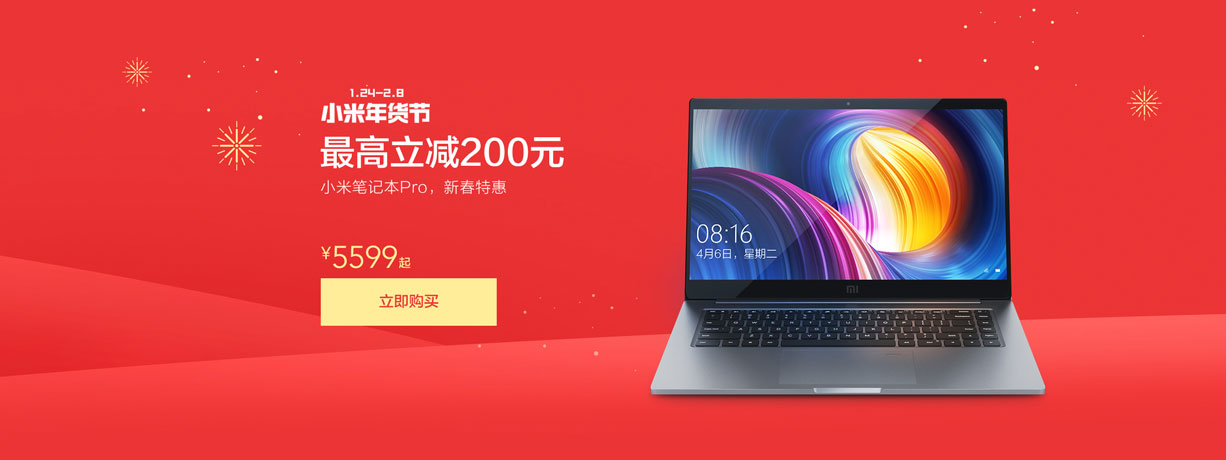 1.24-2.8
小米年货节
最高立减200元
小米笔记本Pro，新春特惠
¥5599起
立即购买
08:16
4月6日，星期二
mi